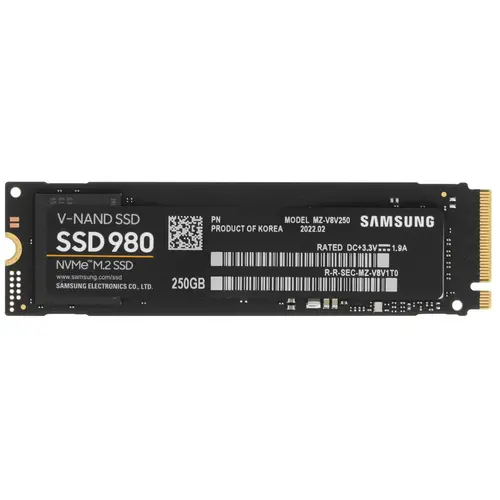 V-NAND SSD
SSD 980
NVMe™ M.2 SSD
www.samsung.com/ssd
SAMSUNG ELECTRONICS CO., LTD.
PN
PRODUCT OF KOREA
MODEL MZ-V8V250
2022.02
SAMSUNG
RATED DC+3.3V⎓1.9A
R-R-SEC-MZ-V8V1T0
250GB